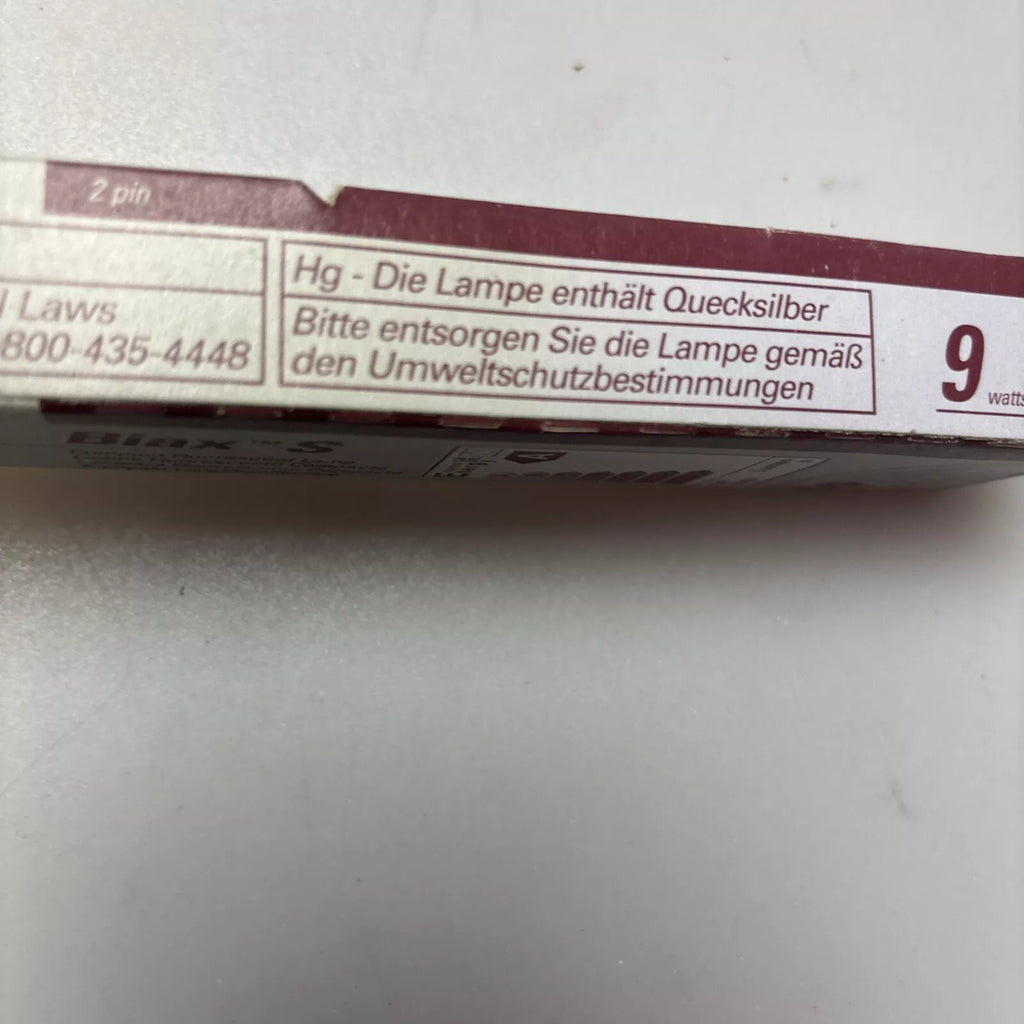 2 pin
Laws
800-435-4448
Hg - Die Lampe enthält Quecksilber
Bitte entsorgen Sie die Lampe gemäß
den Umweltschutzbestimmungen
9 watts
Biax™ S